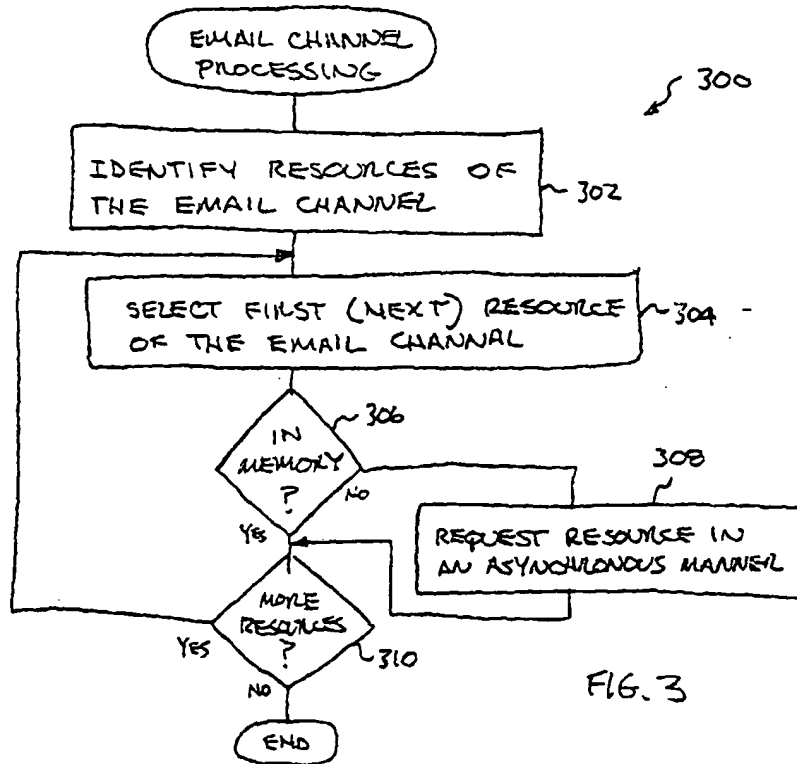 EMAIL CHANNEL
PROCESSING
300
IDENTIFY RESOURCES OF
THE EMAIL CHANNEL
302
SELECT FIRST (NEXT) RESOURCE
OF THE EMAIL CHANNAL
304
306
IN
MEMORY
?
NO
YES
308
REQUEST RESOURCE IN
AN ASYNCHRONOUS MANNER
MORE
RESOURCES
?
YES
310
NO
END
FIG. 3